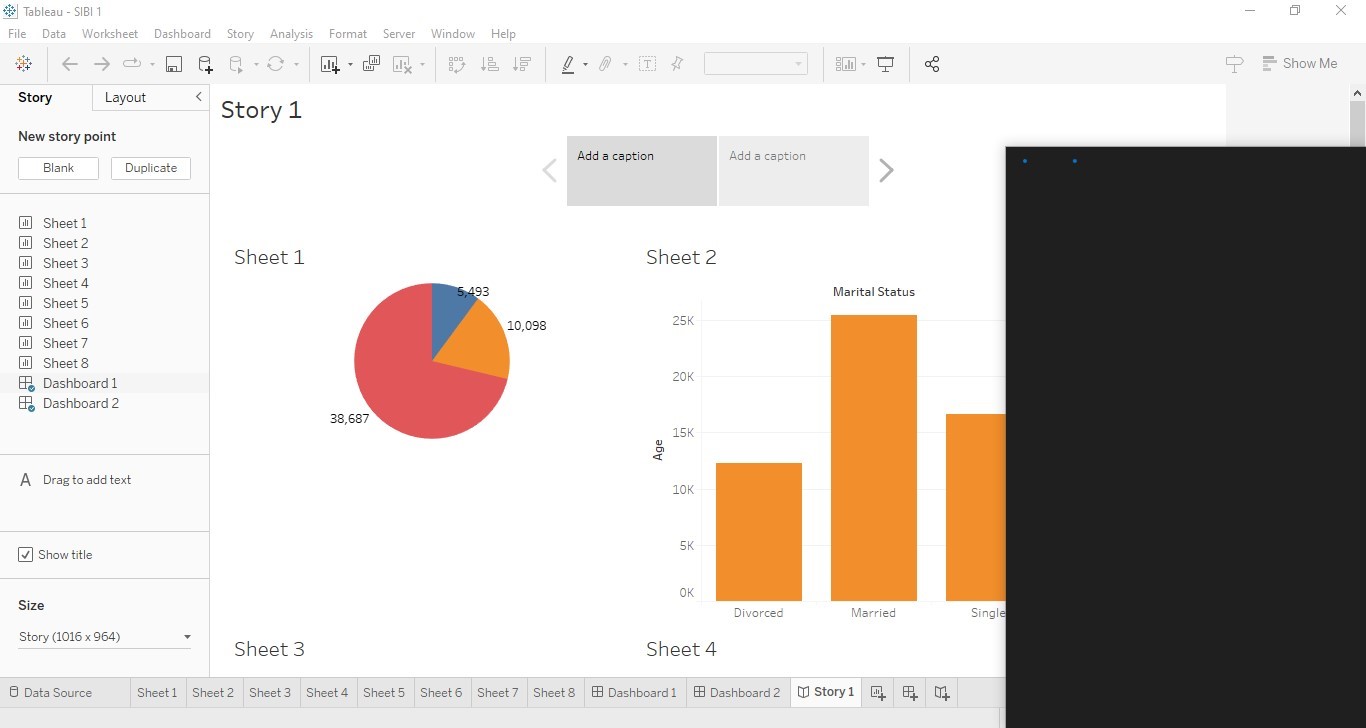 Tableau - SIBI 1
File Data Worksheet Dashboard Story Analysis Format Server Window Help
Show Me
Story Layout
New story point
Blank Duplicate
Sheet 1
Sheet 2
Sheet 3
Sheet 4
Sheet 5
Sheet 6
Sheet 7
Sheet 8
Dashboard 1
Dashboard 2
A Drag to add text
Show title
Size
Story (1016 x 964)
Story 1
Add a caption Add a caption
Sheet 1
5,493
10,098
38,687
Sheet 2
Marital Status
25K
20K
15K
10K
5K
0K
Age
Divorced Married Single
Sheet 3 Sheet 4
Data Source Sheet 1 Sheet 2 Sheet 3 Sheet 4 Sheet 5 Sheet 6 Sheet 7 Sheet 8 Dashboard 1 Dashboard 2 Story 1